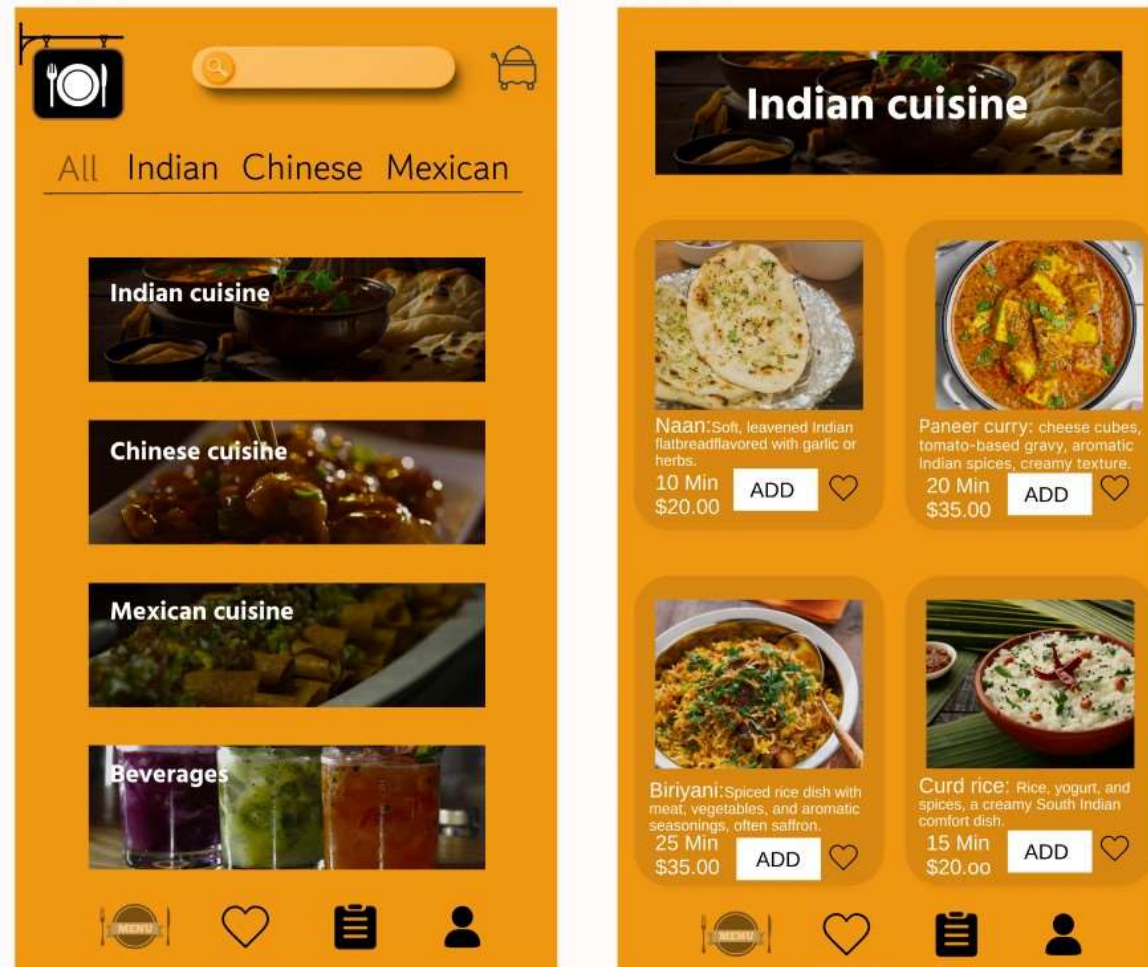 All Indian Chinese Mexican
Indian cuisine
Chinese cuisine
Mexican cuisine
Beverages
MENU
Indian cuisine
Naan:Soft, leavened Indian
flatbreadflavored with garlic or
herbs.
10 Min
$20.00
ADD
Paneer curry: cheese cubes,
tomato-based gravy, aromatic
Indian spices, creamy texture.
20 Min
$35.00
ADD
Biriyani:Spiced rice dish with
meat, vegetables, and aromatic
seasonings, often saffron.
25 Min
$35.00
ADD
Curd rice: Rice, yogurt, and
spices, a creamy South Indian
comfort dish.
15 Min
$20.oo
ADD
MENU